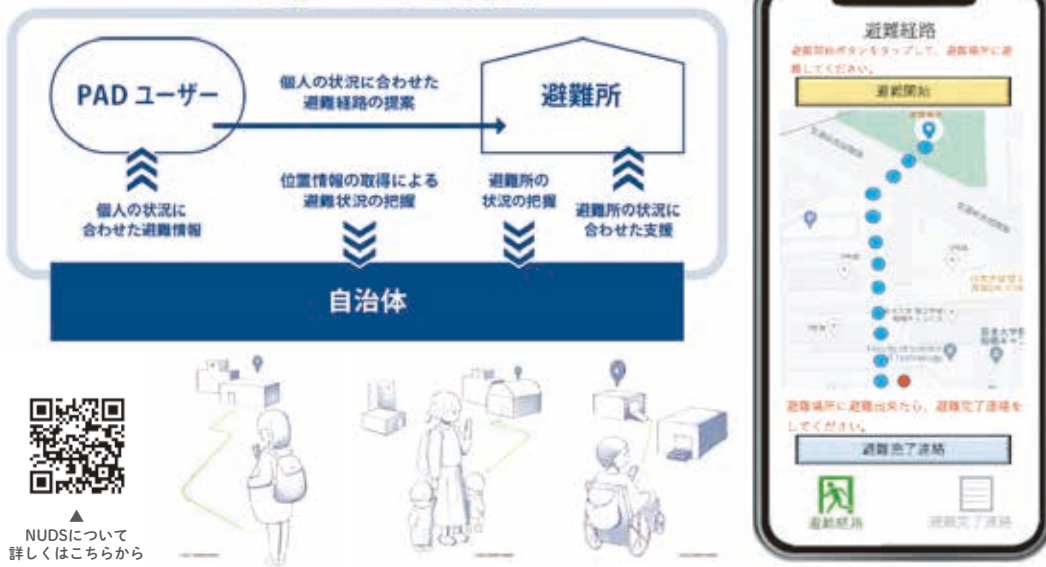 PAD ユーザー
個人の状況に合わせた
避難経路の提案
避難所
個人の状況に
合わせた避難情報
位置情報の取得による
避難状況の把握
避難所の
状況の把握
避難所の状況に
合わせた支援
自治体
▲
NUDSについて
詳しくはこちらから
避難経路
避難開始ボタンをタップして、避難場所に避
難してください。
避難開始
避難場所
避難場所に避難出来たら、避難完了連絡を
してください。
避難完了連絡
避難経路
避難完了連絡